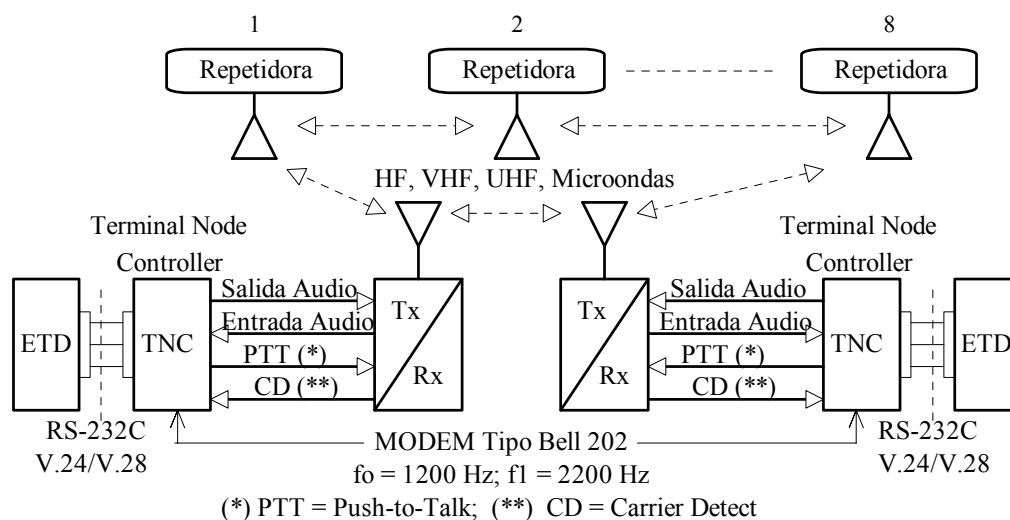 1
2
8
Repetidora
Repetidora
Repetidora
HF, VHF, UHF, Microondas
Terminal Node
Controller
Terminal Node
Controller
ETD
TNC
Salida Audio
Entrada Audio
PTT (*)
CD (**)
Tx
Rx
Tx
Rx
Salida Audio
Entrada Audio
PTT (*)
CD (**)
TNC
ETD
RS-232C
V.24/V.28
MODEM Tipo Bell 202
fo = 1200 Hz; f1 = 2200 Hz
RS-232C
V.24/V.28
(*) PTT = Push-to-Talk; (**) CD = Carrier Detect